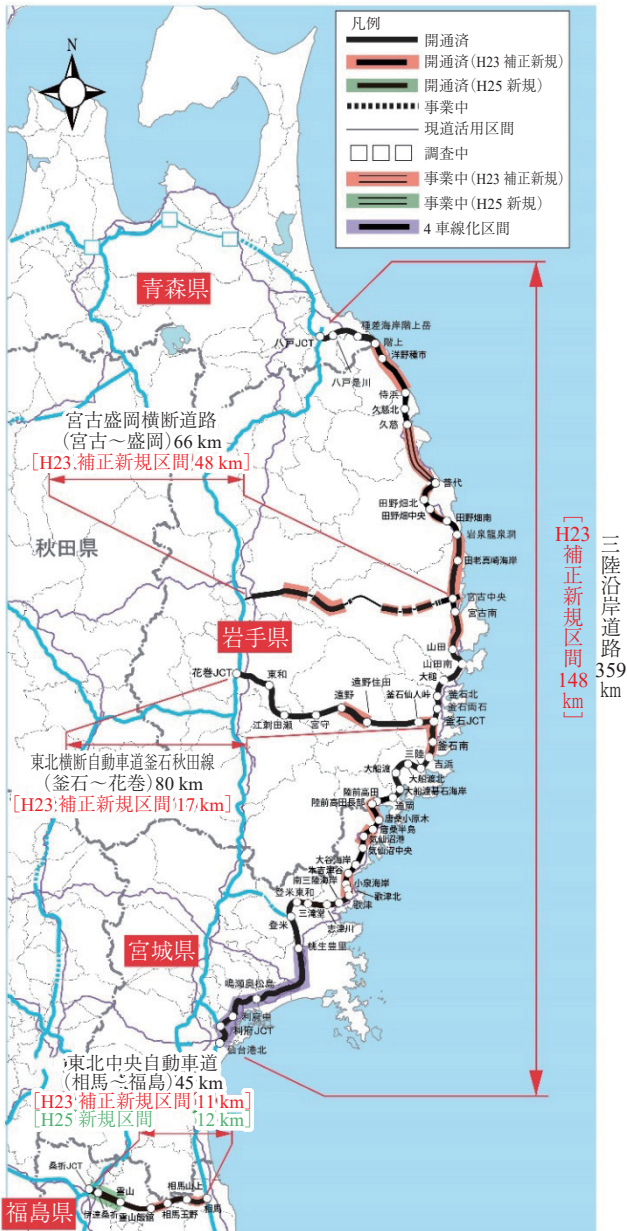 凡例
開通済
開通済(H23 補正新規)
開通済(H25 新規)
事業中
現道活用区間
調査中
事業中(H23 補正新規)
事業中(H25 新規)
4 車線化区間
N
青森県
種差海岸階上岳
八戸JCT
階上
洋野種市
八戸是川
侍浜
久慈北
久慈
宮古盛岡横断道路
(宮古～盛岡)66 km
[H23 補正新規区間 48 km]
普代
田野畑北
田野畑中央
田野畑南
岩泉龍泉洞
田老真崎海岸
秋田県
三陸沿岸道路 359 km
[H23 補正新規区間 148 km]
宮古中央
宮古南
岩手県
山田
山田南
花巻JCT
東和
遠野住田
大槌
遠野
釜石仙人峠
釜石北
釜石両石
江刺田瀬
宮守
釜石JCT
釜石南
東北横断自動車道釜石秋田線
(釜石～花巻)80 km
[H23 補正新規区間 17 km]
三陸
吉浜
大船渡
大船渡北
陸前高田
大船渡碁石海岸
陸前高田長部
通岡
唐桑小原木
唐桑半島
気仙沼港
気仙沼中央
大谷海岸
本吉津谷
南三陸海岸
小泉海岸
登米東和
歌津北
三滝堂
歌津
登米
志津川
宮城県
桃生豊里
鳴瀬奥松島
利府中
利府JCT
仙台港北
東北中央自動車道
(相馬～福島)45 km
[H23 補正新規区間 11 km]
[H25 新規区間 12 km]
桑折JCT
霊山
相馬山上
福島県
伊達桑折
霊山飯舘
相馬玉野
相馬